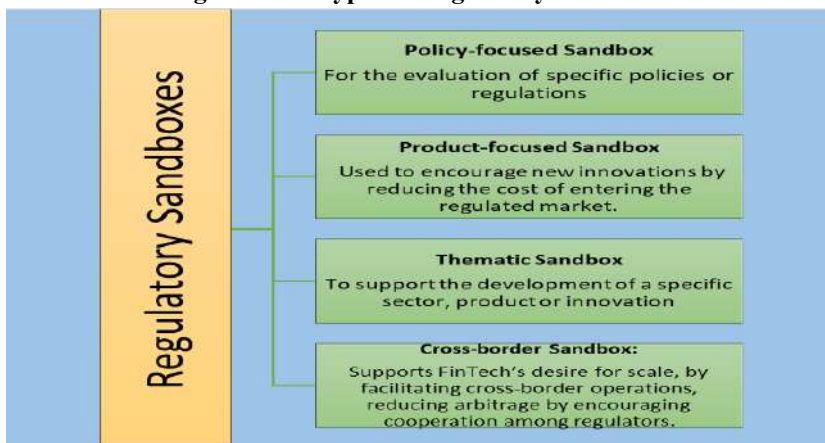 Regulatory Sandboxes
Policy-focused Sandbox
For the evaluation of specific policies or
regulations
Product-focused Sandbox
Used to encourage new innovations by
reducing the cost of entering the
regulated market.
Thematic Sandbox
To support the development of a specific
sector, product or innovation
Cross-border Sandbox:
Supports FinTech's desire for scale, by
facilitating cross-border operations,
reducing arbitrage by encouraging
cooperation among regulators.